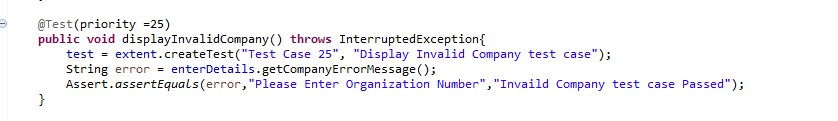 @Test(priority =25)
public void displayInvalidCompany() throws InterruptedException{
test = extent.createTest("Test Case 25", "Display Invalid Company test case");
String error = enterDetails.getCompanyErrorMessage();
Assert.assertEquals(error,"Please Enter Organization Number","Invaild Company test case Passed");
}